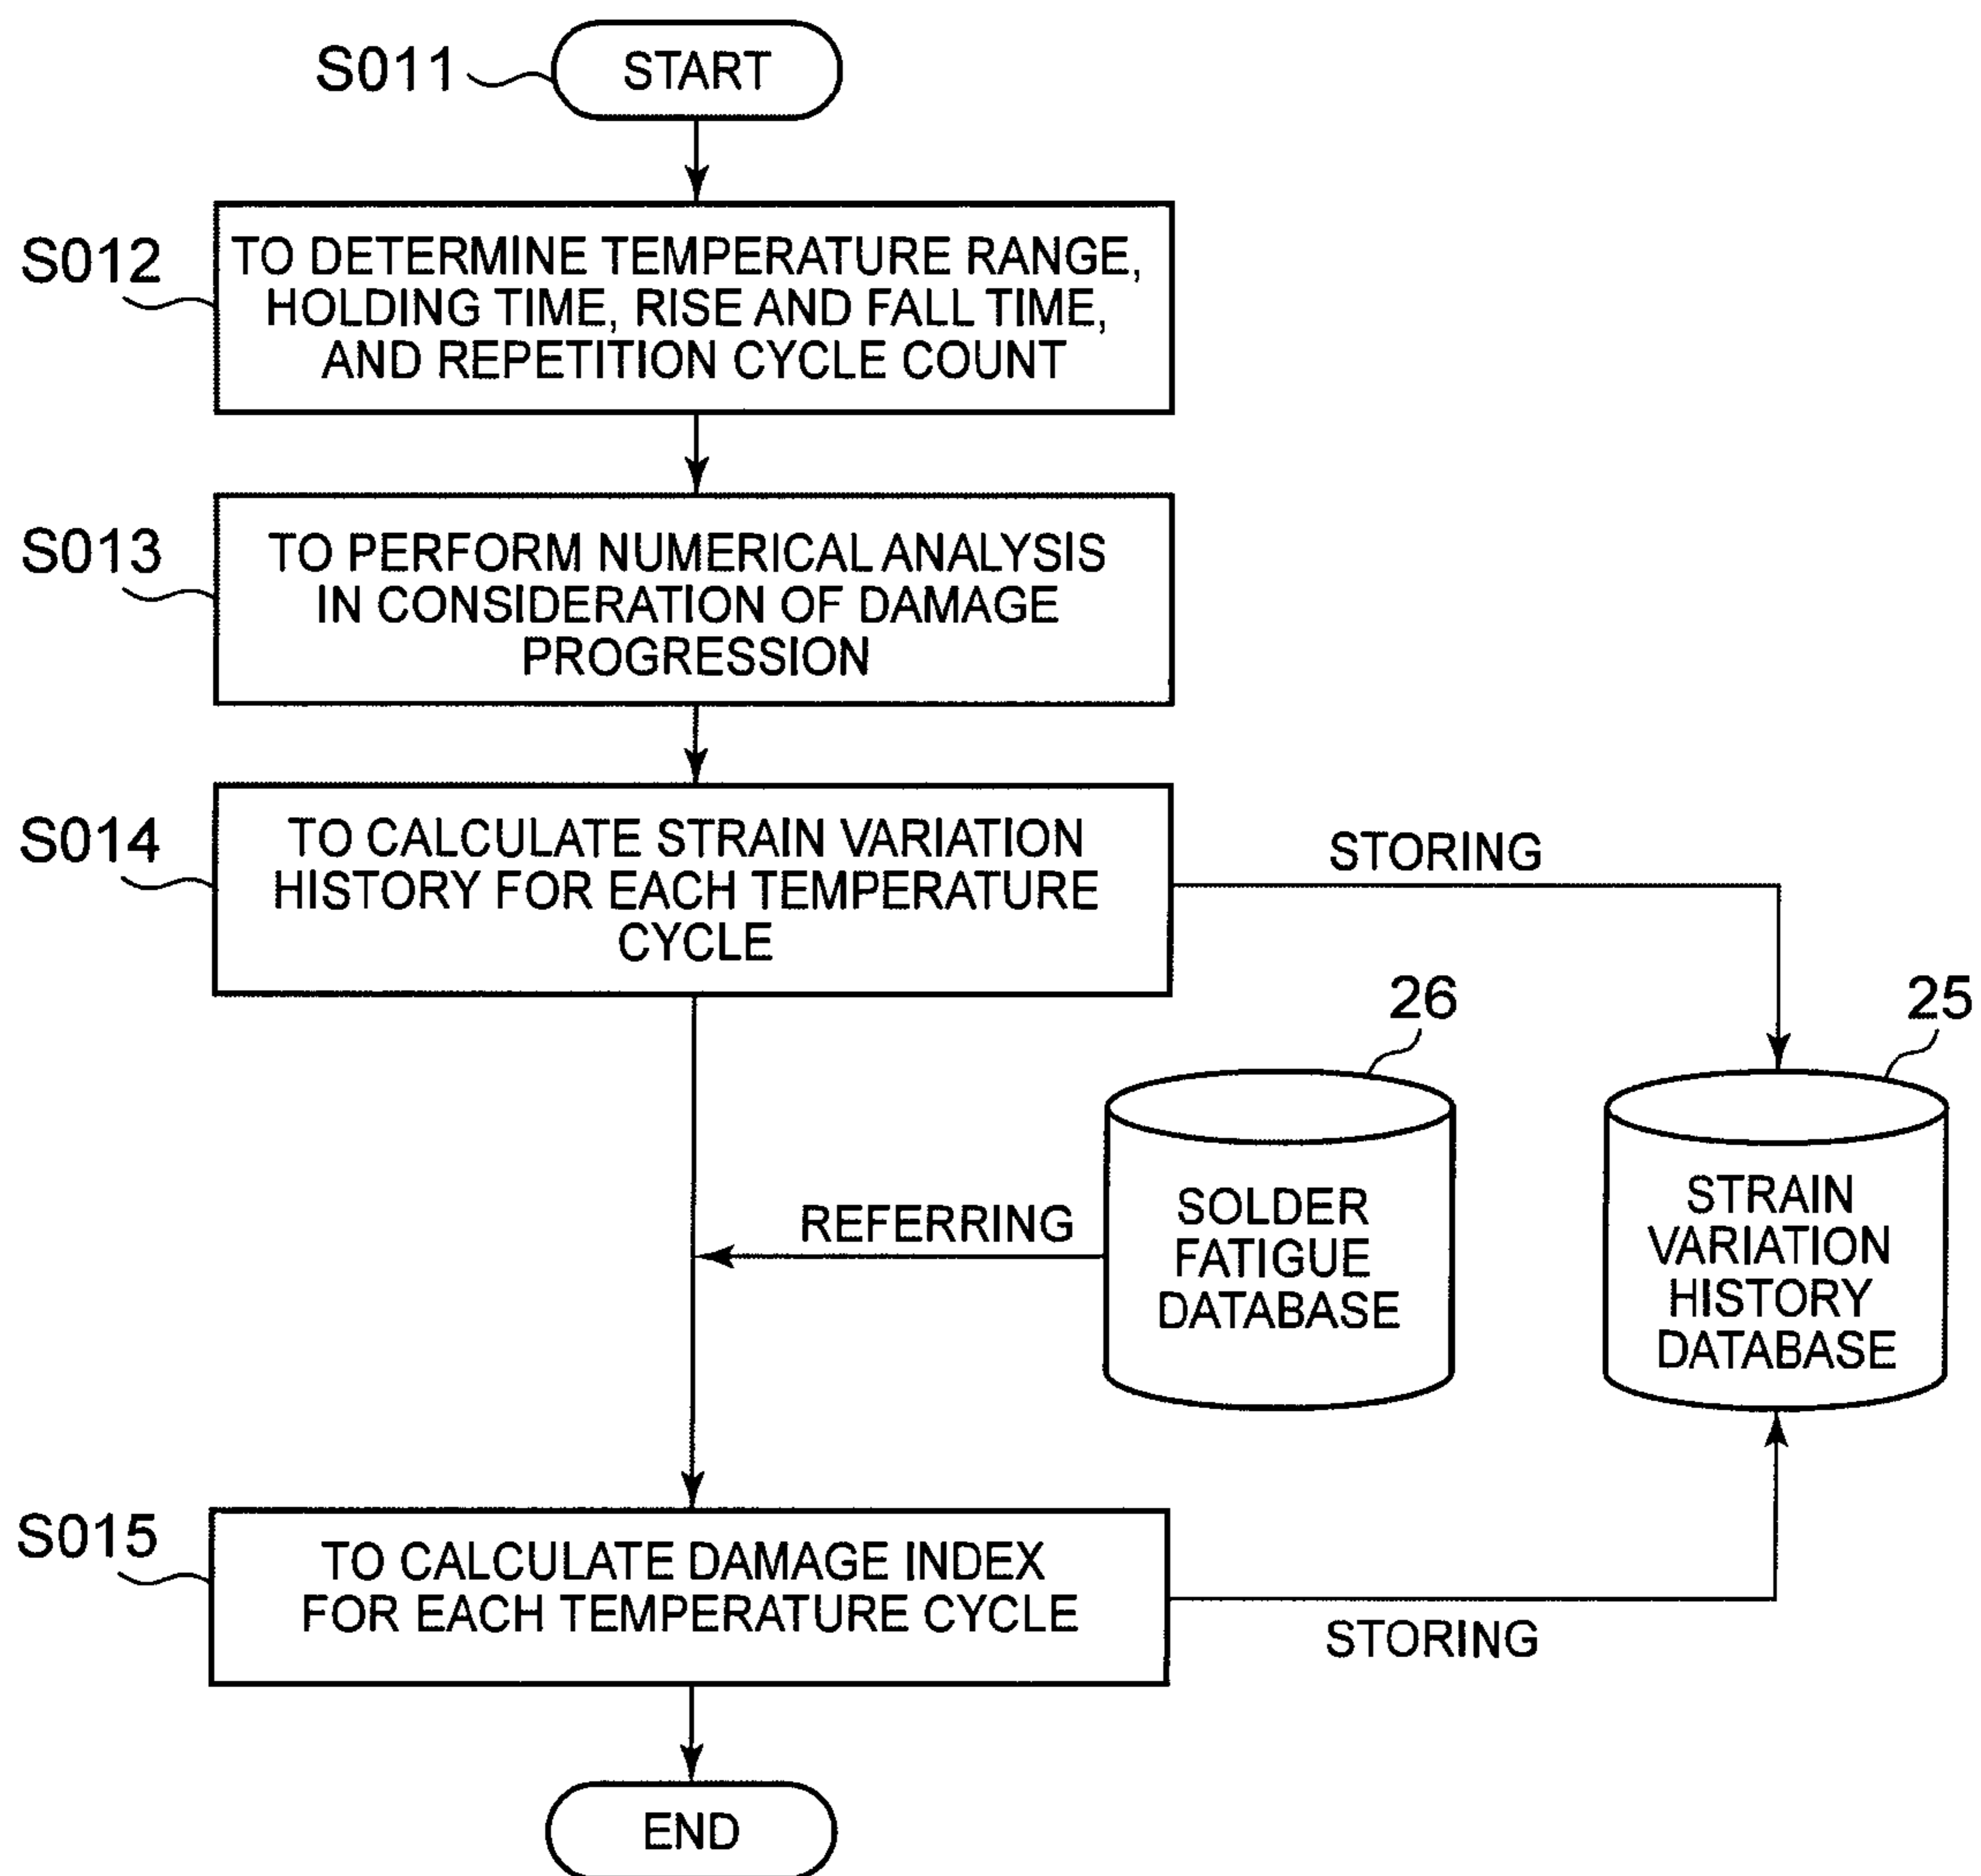 S011
START
S012
TO DETERMINE TEMPERATURE RANGE,
HOLDING TIME, RISE AND FALL TIME,
AND REPETITION CYCLE COUNT
S013
TO PERFORM NUMERICAL ANALYSIS
IN CONSIDERATION OF DAMAGE
PROGRESSION
S014
TO CALCULATE STRAIN VARIATION
HISTORY FOR EACH TEMPERATURE
CYCLE
STORING
26
25
REFERRING
SOLDER
FATIGUE
DATABASE
STRAIN
VARIATION
HISTORY
DATABASE
S015
TO CALCULATE DAMAGE INDEX
FOR EACH TEMPERATURE CYCLE
STORING
END